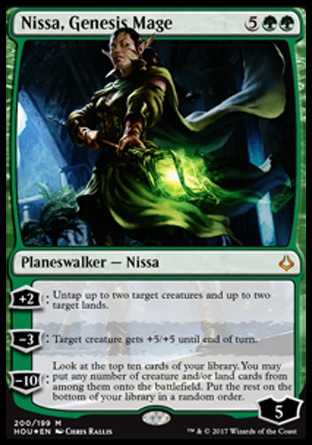 Nissa, Genesis Mage 5
Planeswalker — Nissa
+2: Untap up to two target creatures and up to two
target lands.
−3: Target creature gets +5/+5 until end of turn.
Look at the top ten cards of your library. You may
−10: put any number of creature and/or land cards from
among them onto the battlefield. Put the rest on the
bottom of your library in a random order.
5
200/199 M
HOU • EN Chris Rallis
™ & © 2017 Wizards of the Coast